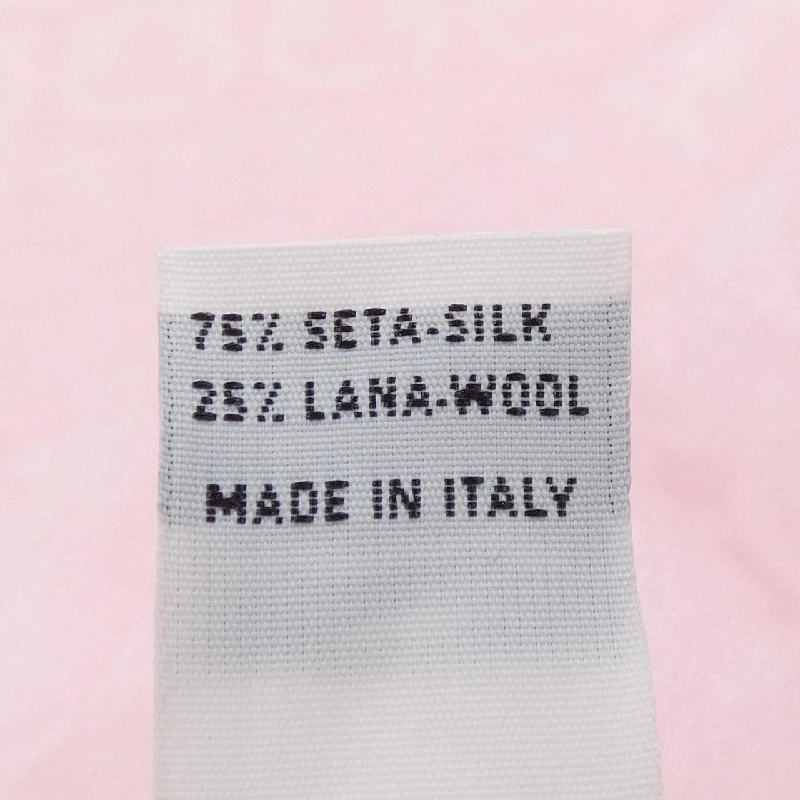 75% SETA-SILK
25% LANA-WOOL
MADE IN ITALY